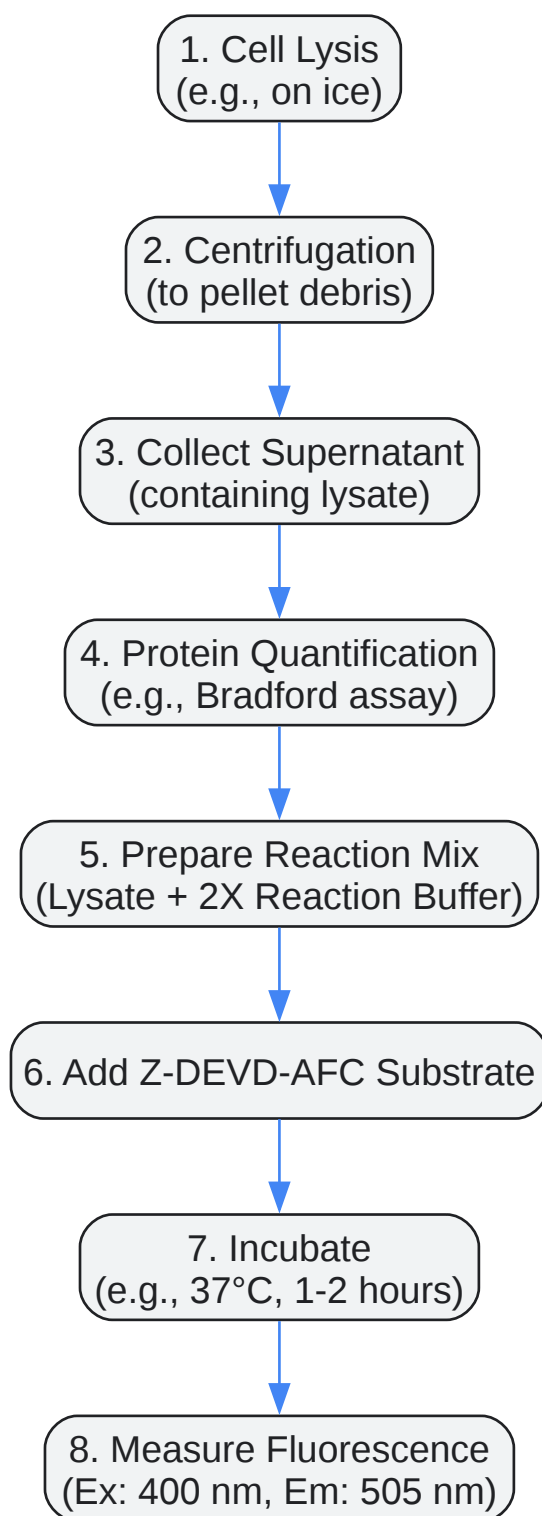 1. Cell Lysis
(e.g., on ice)
2. Centrifugation
(to pellet debris)
3. Collect Supernatant
(containing lysate)
4. Protein Quantification
(e.g., Bradford assay)
5. Prepare Reaction Mix
(Lysate + 2X Reaction Buffer)
6. Add Z-DEVD-AFC Substrate
7. Incubate
(e.g., 37°C, 1-2 hours)
8. Measure Fluorescence
(Ex: 400 nm, Em: 505 nm)